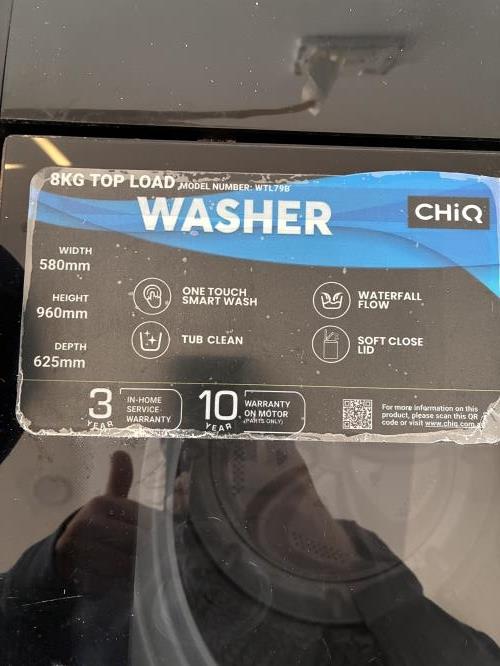 8KG TOP LOAD MODEL NUMBER: WTL79B
WASHER
CHiQ
WIDTH
580mm
HEIGHT
960mm
DEPTH
625mm
ONE TOUCH
SMART WASH
WATERFALL
FLOW
TUB CLEAN
SOFT CLOSE
LID
3
YEAR
IN-HOME
SERVICE
WARRANTY
10
YEAR
WARRANTY
ON MOTOR
(PARTS ONLY)
For more information on this
product, please scan this QR
code or visit www.chiq.com.a